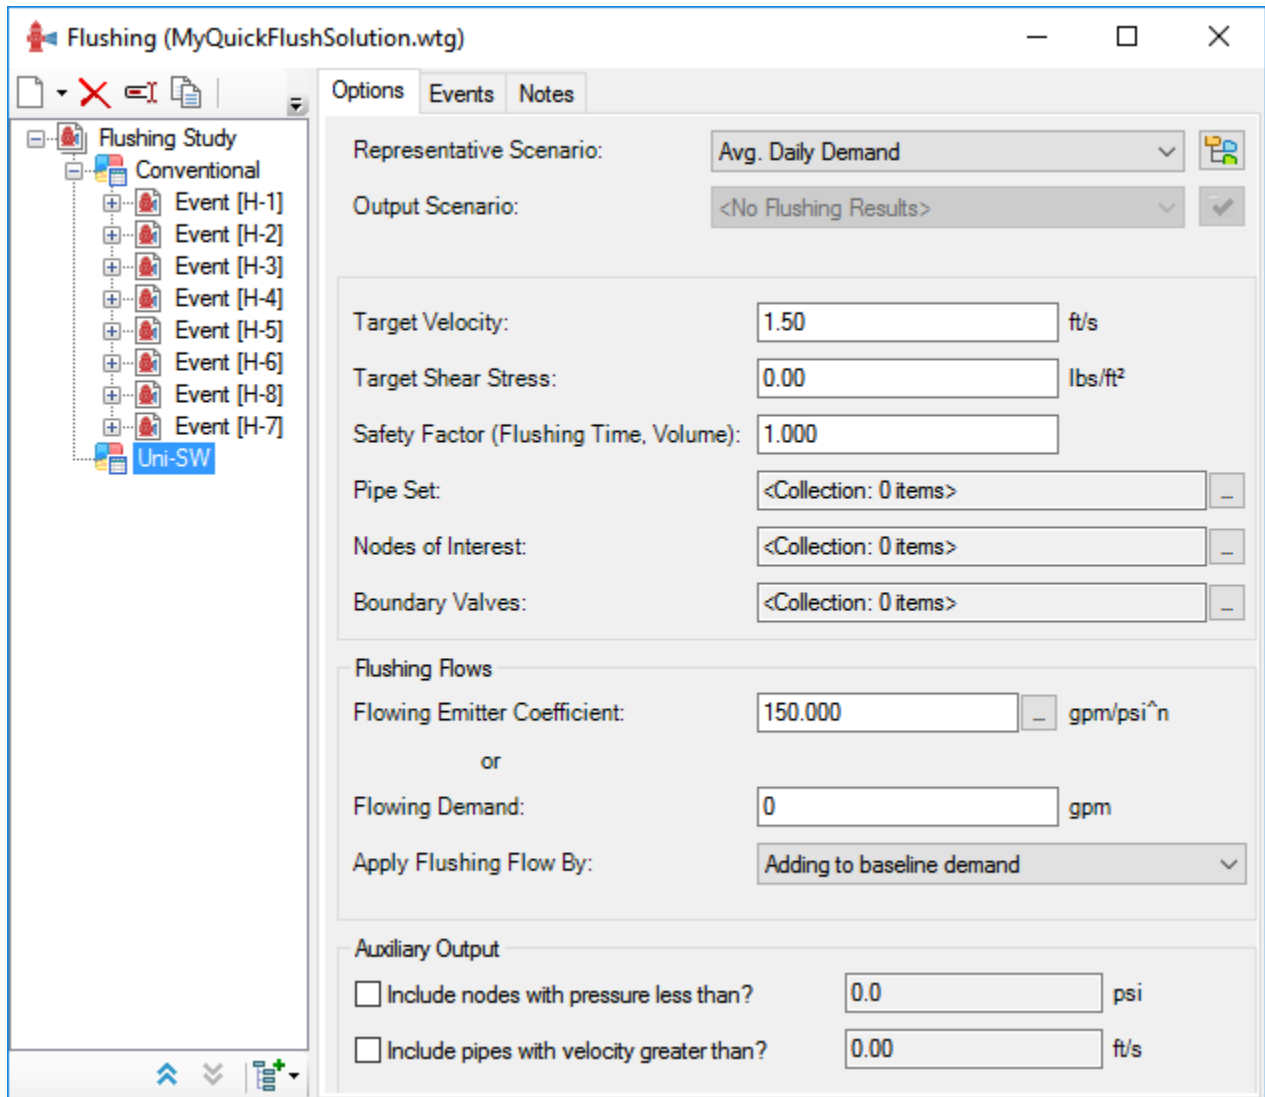 Flushing (MyQuickFlushSolution.wtg)
Options Events Notes
Flushing Study
Conventional
Event [H-1]
Event [H-2]
Event [H-3]
Event [H-4]
Event [H-5]
Event [H-6]
Event [H-8]
Event [H-7]
Uni-SW
Representative Scenario: Avg. Daily Demand
Output Scenario: <No Flushing Results>
Target Velocity: 1.50 ft/s
Target Shear Stress: 0.00 lbs/ft²
Safety Factor (Flushing Time, Volume): 1.000
Pipe Set: <Collection: 0 items> ...
Nodes of Interest: <Collection: 0 items> ...
Boundary Valves: <Collection: 0 items> ...
Flushing Flows
Flowing Emitter Coefficient: 150.000 ... gpm/psi^n
or
Flowing Demand: 0 gpm
Apply Flushing Flow By: Adding to baseline demand
Auxiliary Output
Include nodes with pressure less than? 0.0 psi
Include pipes with velocity greater than? 0.00 ft/s